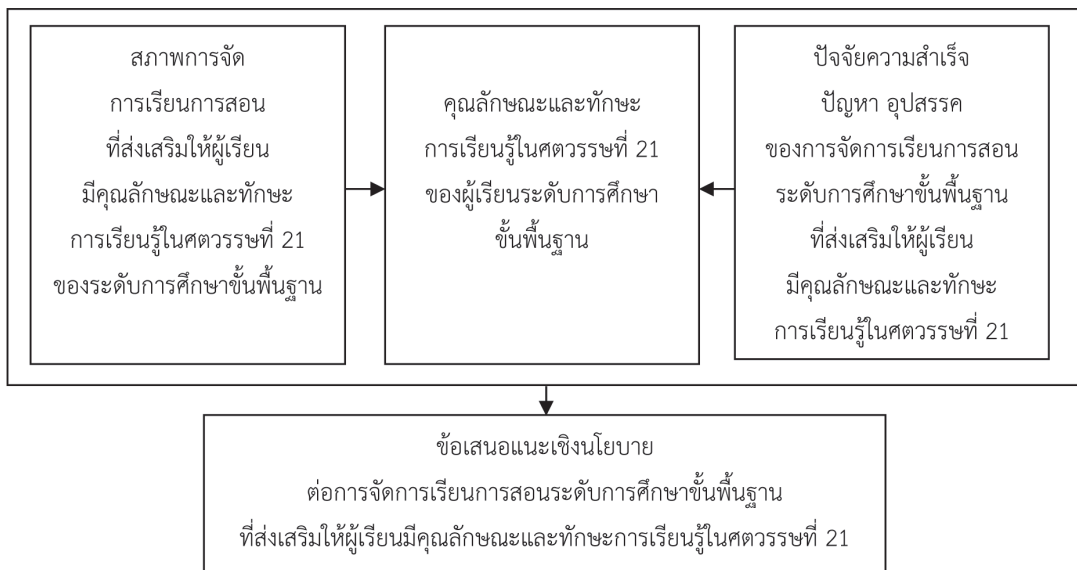 สภาพการจัด
การเรียนการสอน
ที่ส่งเสริมให้ผู้เรียน
มีคุณลักษณะและทักษะ
การเรียนรู้ในศตวรรษที่ 21
ของระดับการศึกษาขั้นพื้นฐาน
คุณลักษณะและทักษะ
การเรียนรู้ในศตวรรษที่ 21
ของผู้เรียนระดับการศึกษา
ขั้นพื้นฐาน
ปัจจัยความสำเร็จ
ปัญหา อุปสรรค
ของการจัดการเรียนการสอน
ระดับการศึกษาขั้นพื้นฐาน
ที่ส่งเสริมให้ผู้เรียน
มีคุณลักษณะและทักษะ
การเรียนรู้ในศตวรรษที่ 21
ข้อเสนอแนะเชิงนโยบาย
ต่อการจัดการเรียนการสอนระดับการศึกษาขั้นพื้นฐาน
ที่ส่งเสริมให้ผู้เรียนมีคุณลักษณะและทักษะการเรียนรู้ในศตวรรษที่ 21